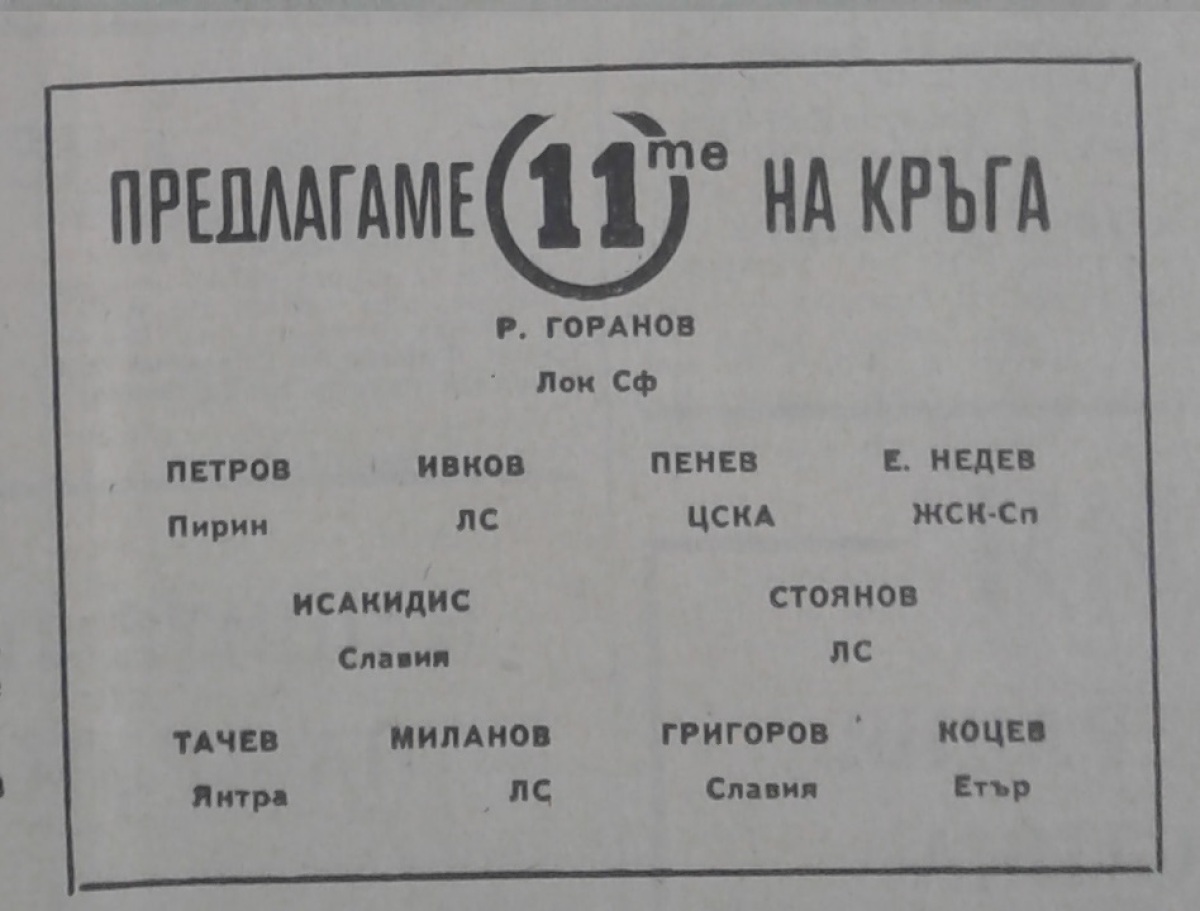 ПРЕДЛАГАМЕ 11те НА КРЪГА
Р. ГОРАНОВ
Лок Сф
ПЕТРОВ ИВКОВ ПЕНЕВ Е. НЕДЕВ
Пирин ЛС ЦСКА ЖСК-Сп
ИСАКИДИС СТОЯНОВ
Славия ЛС
ТАЧЕВ МИЛАНОВ ГРИГОРОВ КОЦЕВ
Янтра ЛС Славия Етър